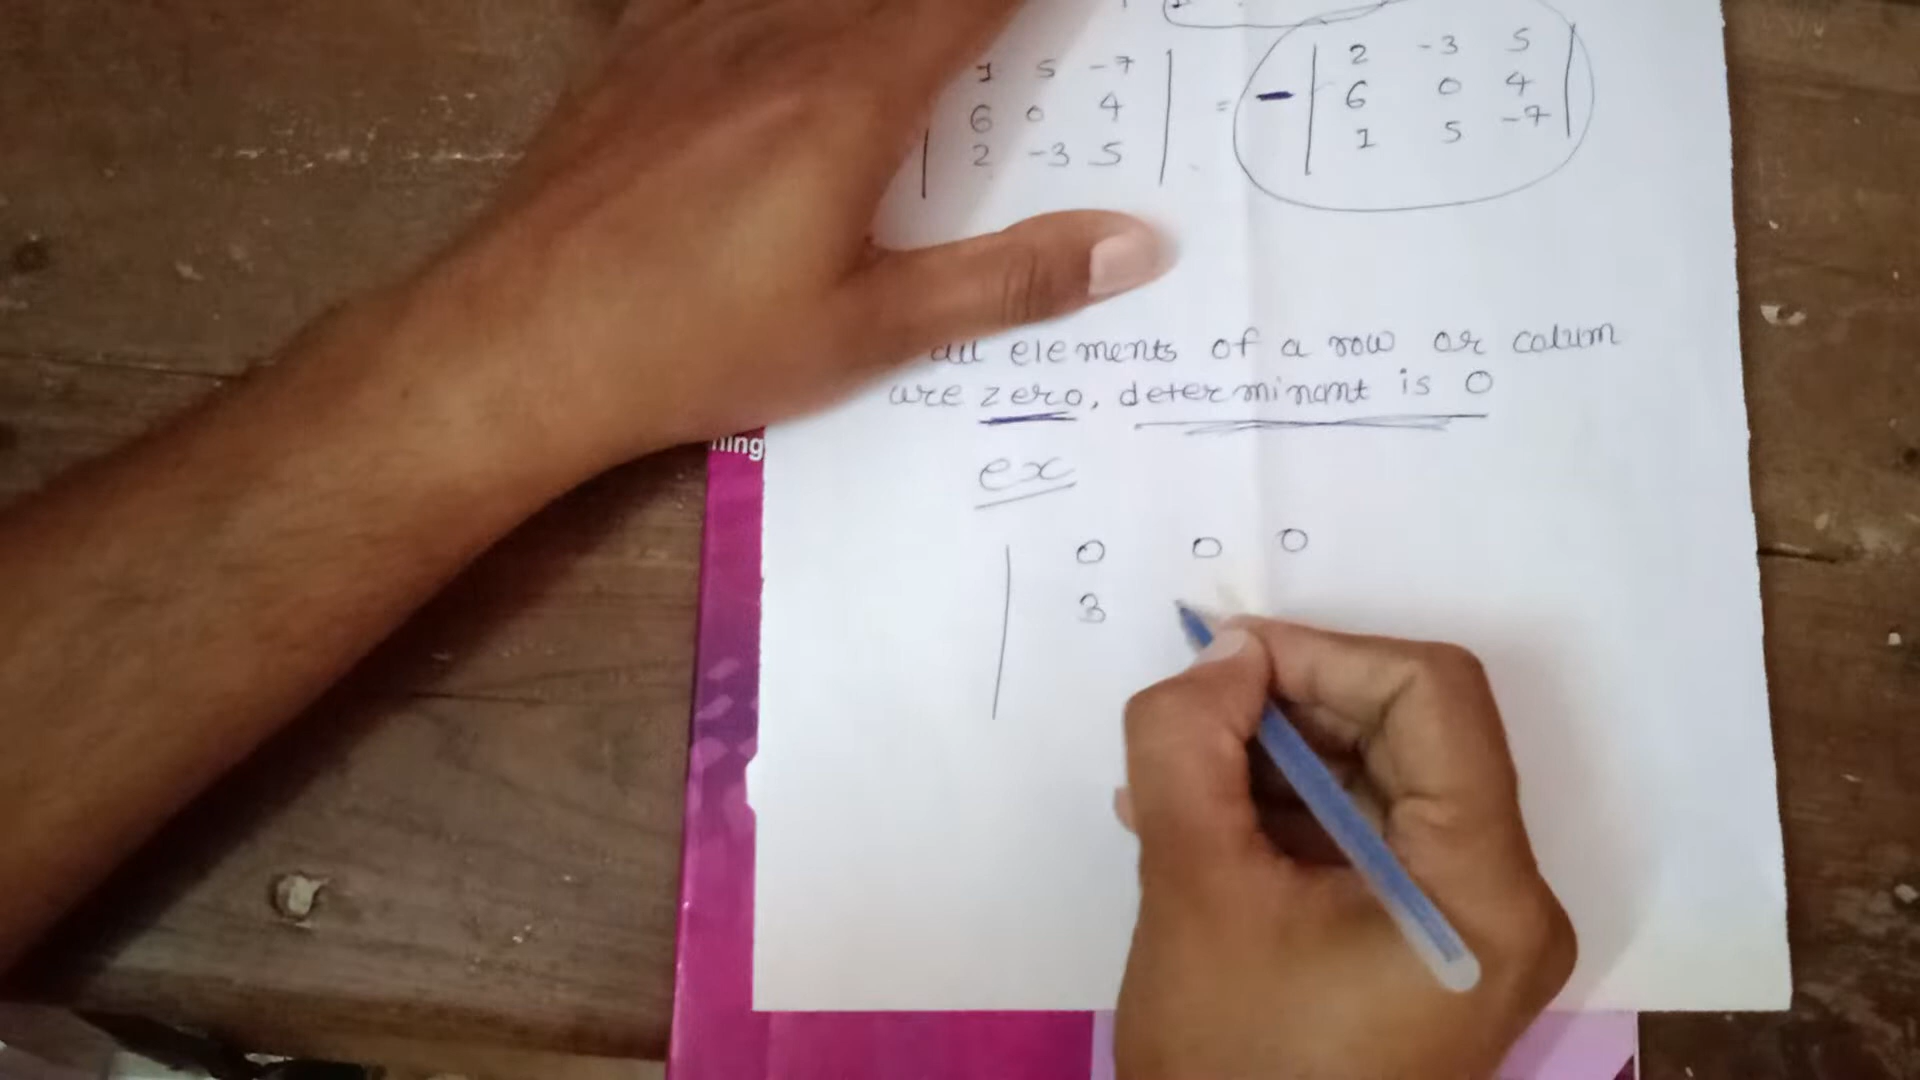 1 5 -7
6 0 4
2 -3 5
= - 2 -3 5
6 0 4
1 5 -7
all elements of a row or colum
are zero, determinant is 0
ex
0 0 0
3